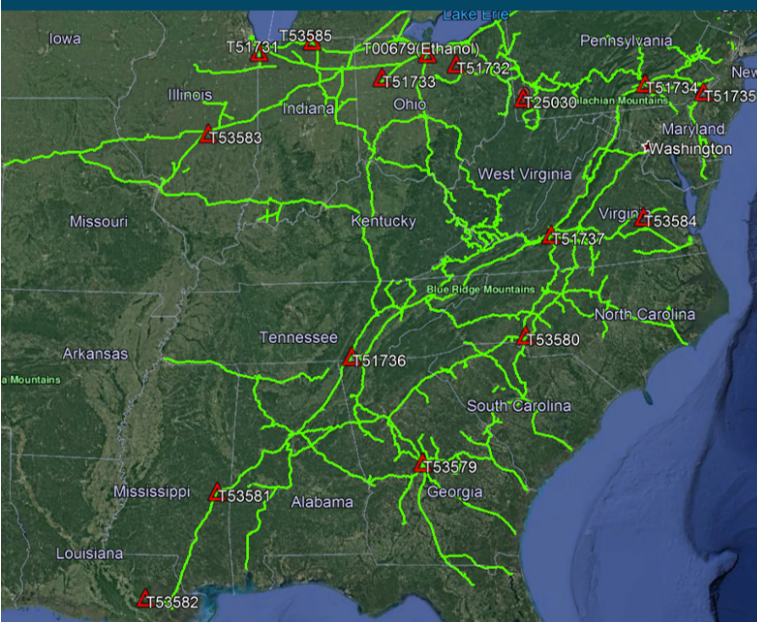 Lake Erie
Iowa
T53585
Pennsylvania
T51731
T00679(Ethanol)
T51732
T51733
New
Illinois
Indiana
Ohio
T25030
alachian Mountains
T51734
T51735
Maryland
T53583
Washington
West Virginia
Missouri
Kentucky
Virgin
T53584
T51737
Blue Ridge Mountains
North Carolina
Tennessee
T53580
Arkansas
T51736
a Mountains
South Carolina
T53579
Mississippi
T53581
Alabama
Georgia
Louisiana
T53582